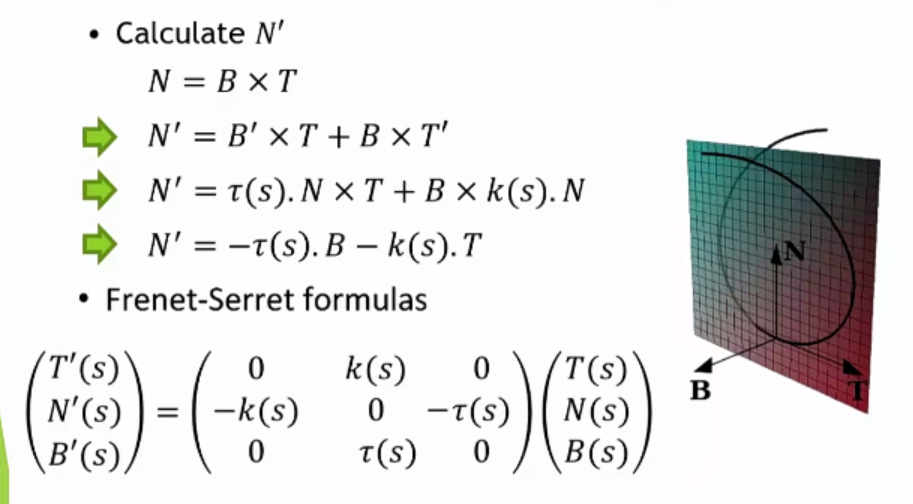 • Calculate N′
N = B × T
N′ = B′ × T + B × T′
N′ = τ(s). N × T + B × k(s). N
N′ = −τ(s). B − k(s). T
• Frenet-Serret formulas
(T′(s) N′(s) B′(s)) = (0 k(s) 0 −k(s) 0 −τ(s) 0 τ(s) 0) (T(s) N(s) B(s))
N
B
T